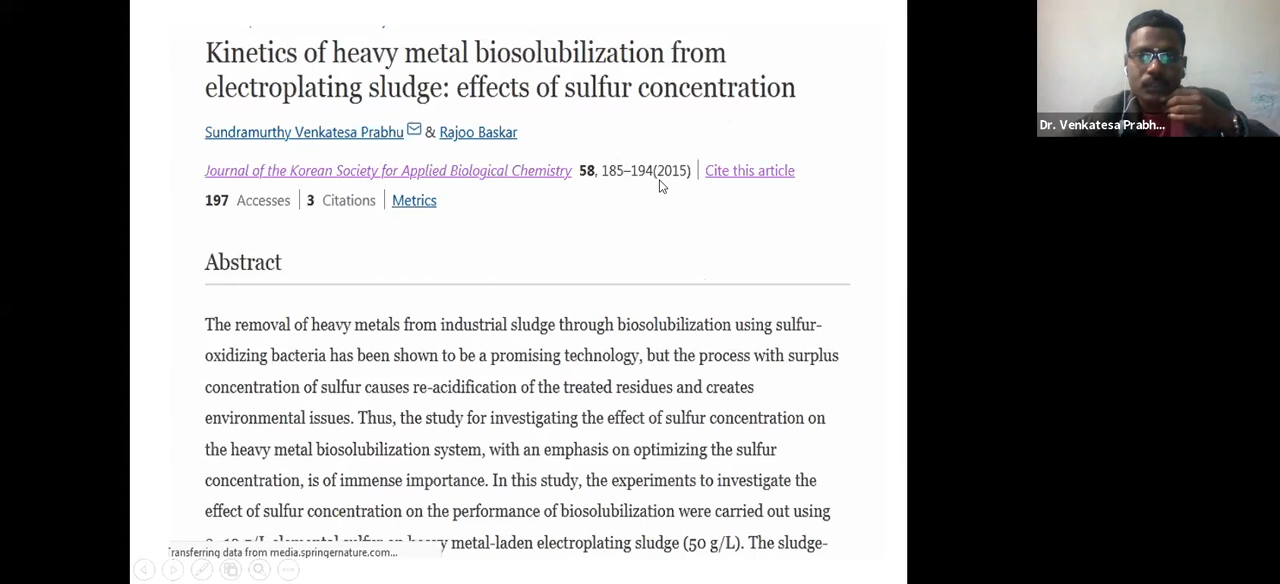 Kinetics of heavy metal biosolubilization from
electroplating sludge: effects of sulfur concentration
Sundramurthy Venkatesa Prabhu & Rajoo Baskar
Journal of the Korean Society for Applied Biological Chemistry 58, 185–194(2015) Cite this article
197 Accesses 3 Citations Metrics
Abstract
The removal of heavy metals from industrial sludge through biosolubilization using sulfur-
oxidizing bacteria has been shown to be a promising technology, but the process with surplus
concentration of sulfur causes re-acidification of the treated residues and creates
environmental issues. Thus, the study for investigating the effect of sulfur concentration on
the heavy metal biosolubilization system, with an emphasis on optimizing the sulfur
concentration, is of immense importance. In this study, the experiments to investigate the
effect of sulfur concentration on the performance of biosolubilization were carried out using
metal-laden electroplating sludge (50 g/L). The sludge-
Transferring data from media.springernature.com...
Dr. Venkatesa Prabh...